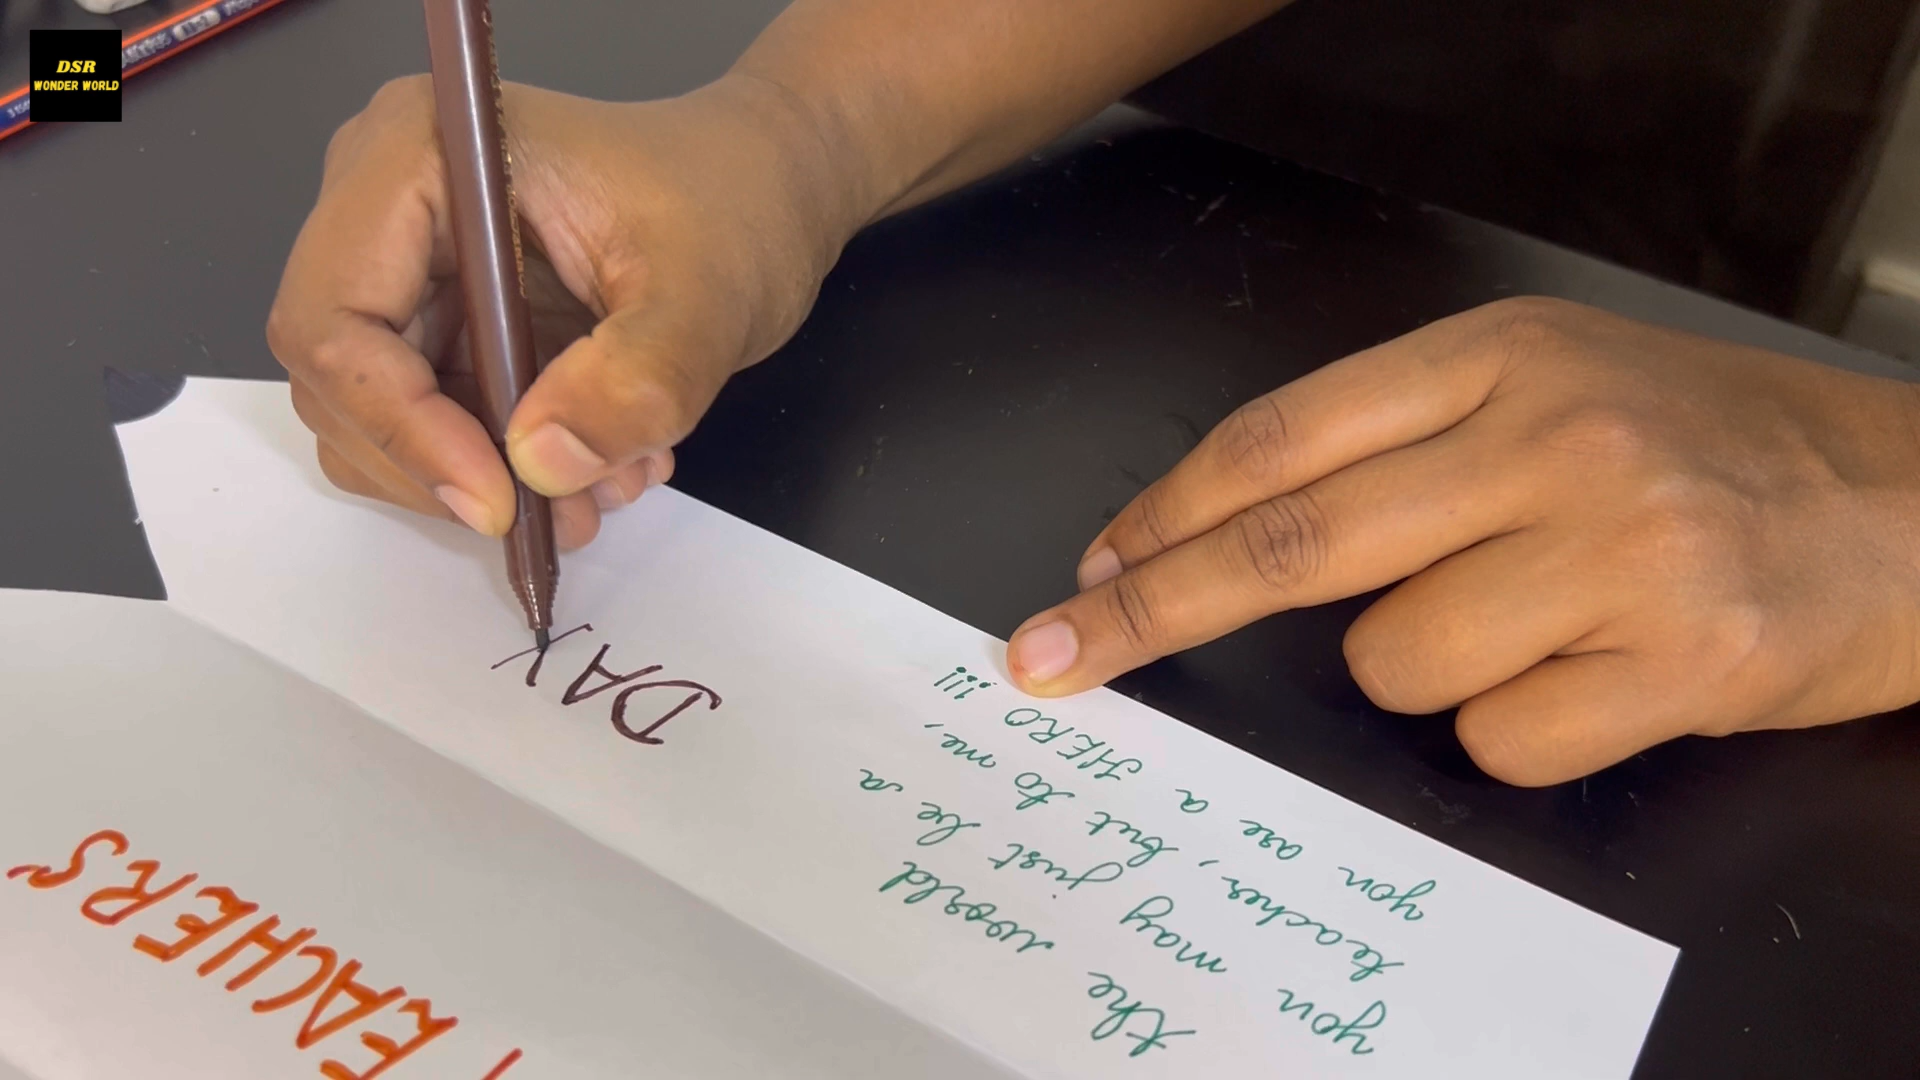 DSR
WONDER WORLD
TEACHERS'
DAY
the world
you may just be a
teacher, but to me,
you are a HERO !!!